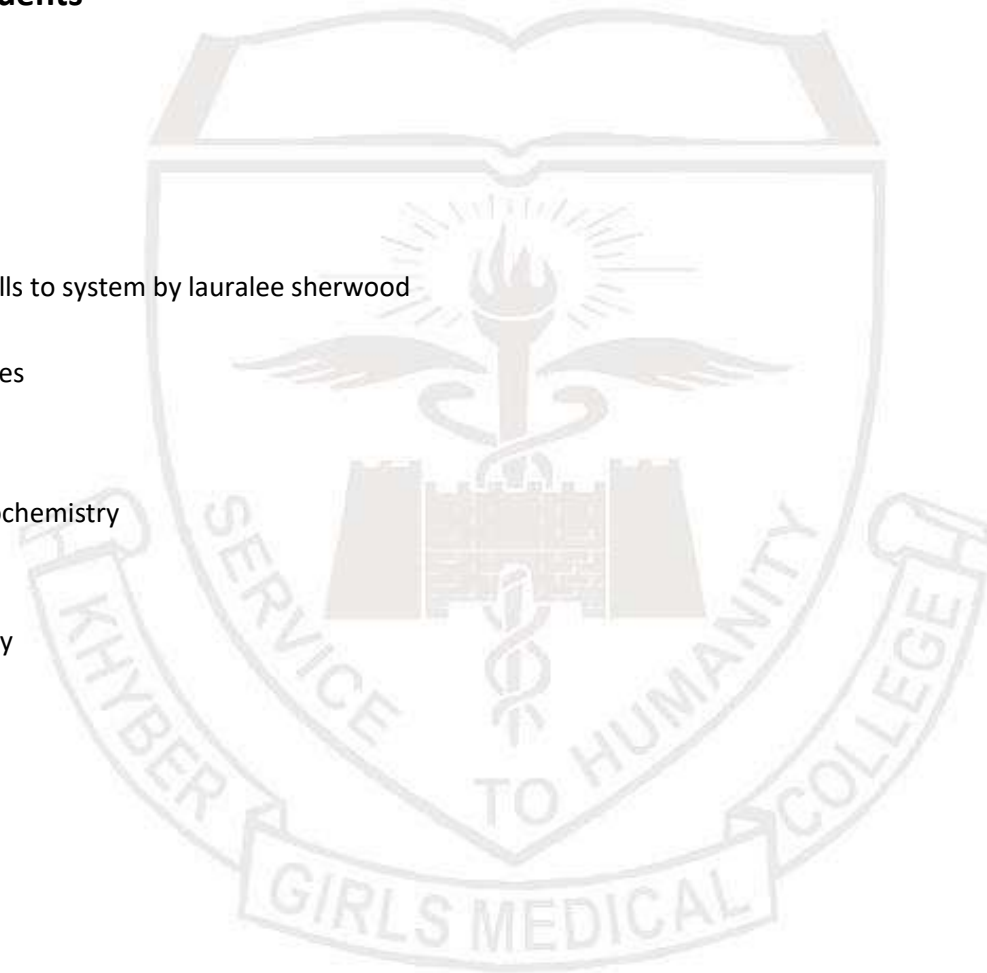 dents
lls to system by lauralee sherwood
es
ochemistry
y
SERVICE TO HUMANITY
KHYBER GIRLS MEDICAL COLLEGE